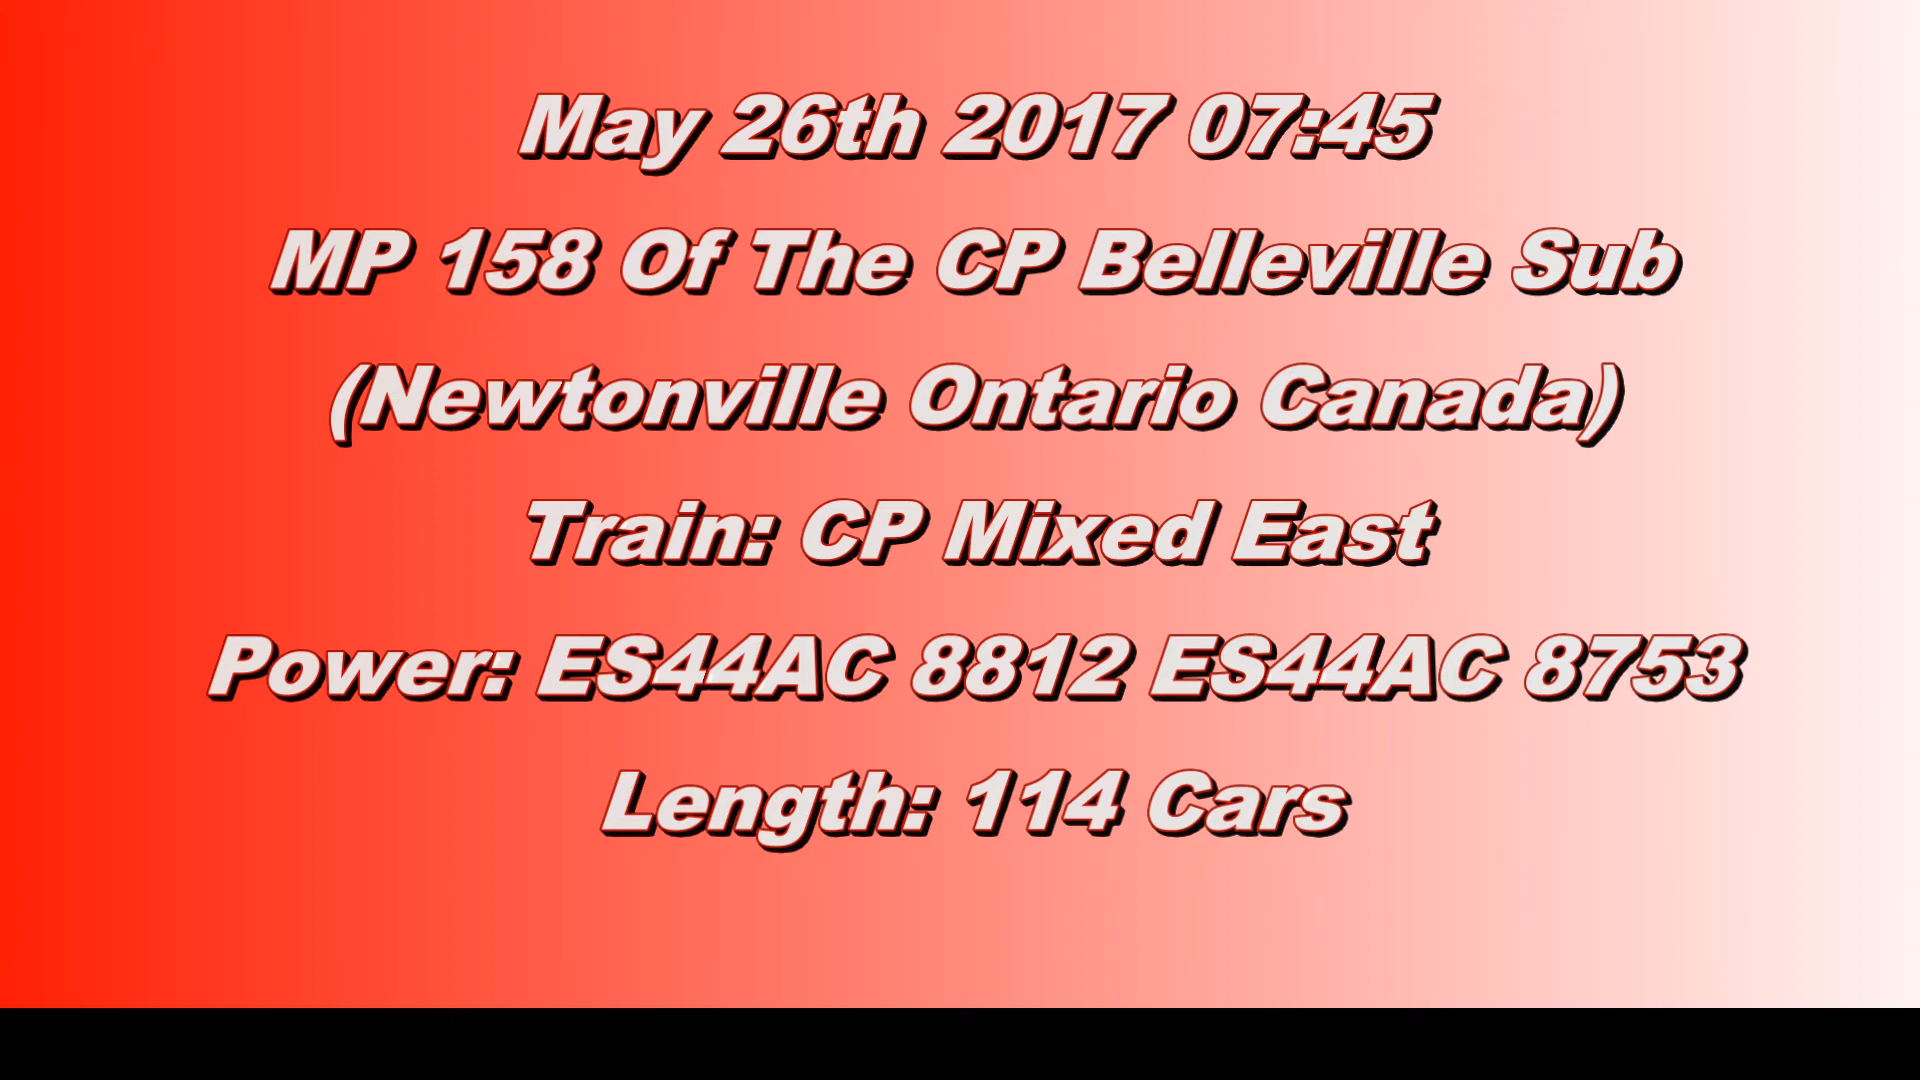 May 26th 2017 07:45
MP 158 Of The CP Belleville Sub
(Newtonville Ontario Canada)
Train: CP Mixed East
Power: ES44AC 8812 ES44AC 8753
Length: 114 Cars